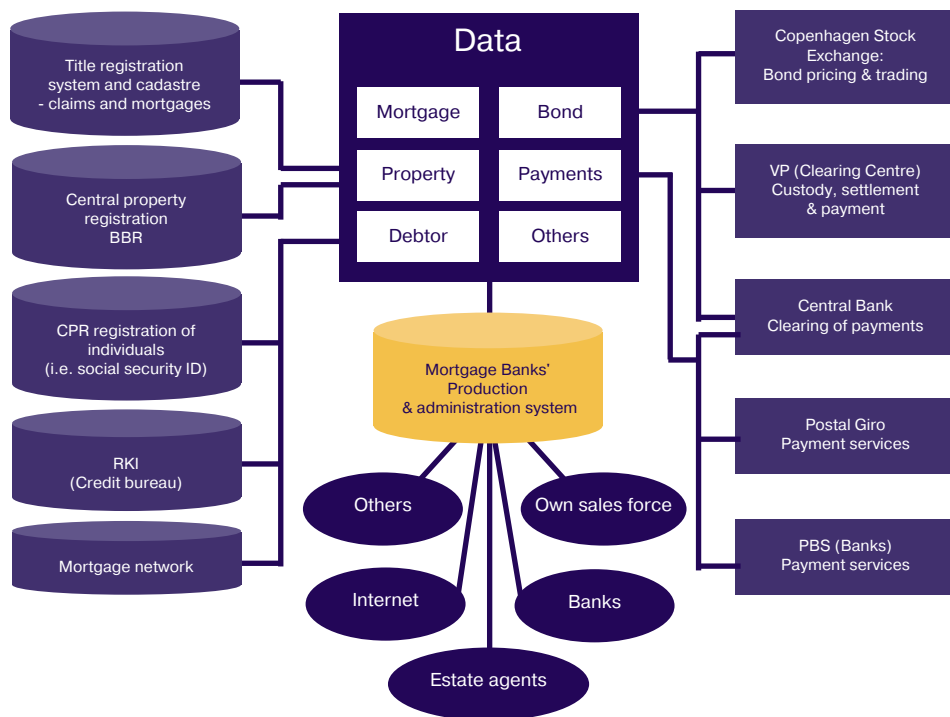 Data
Mortgage
Bond
Property
Payments
Debtor
Others
Title registration
system and cadastre
- claims and mortgages
Central property
registration
BBR
CPR registration of
individuals
(i.e. social security ID)
RKI
(Credit bureau)
Mortgage network
Copenhagen Stock
Exchange:
Bond pricing & trading
VP (Clearing Centre)
Custody, settlement
& payment
Central Bank
Clearing of payments
Postal Giro
Payment services
PBS (Banks)
Payment services
Mortgage Banks’
Production
& administration system
Others
Own sales force
Internet
Banks
Estate agents